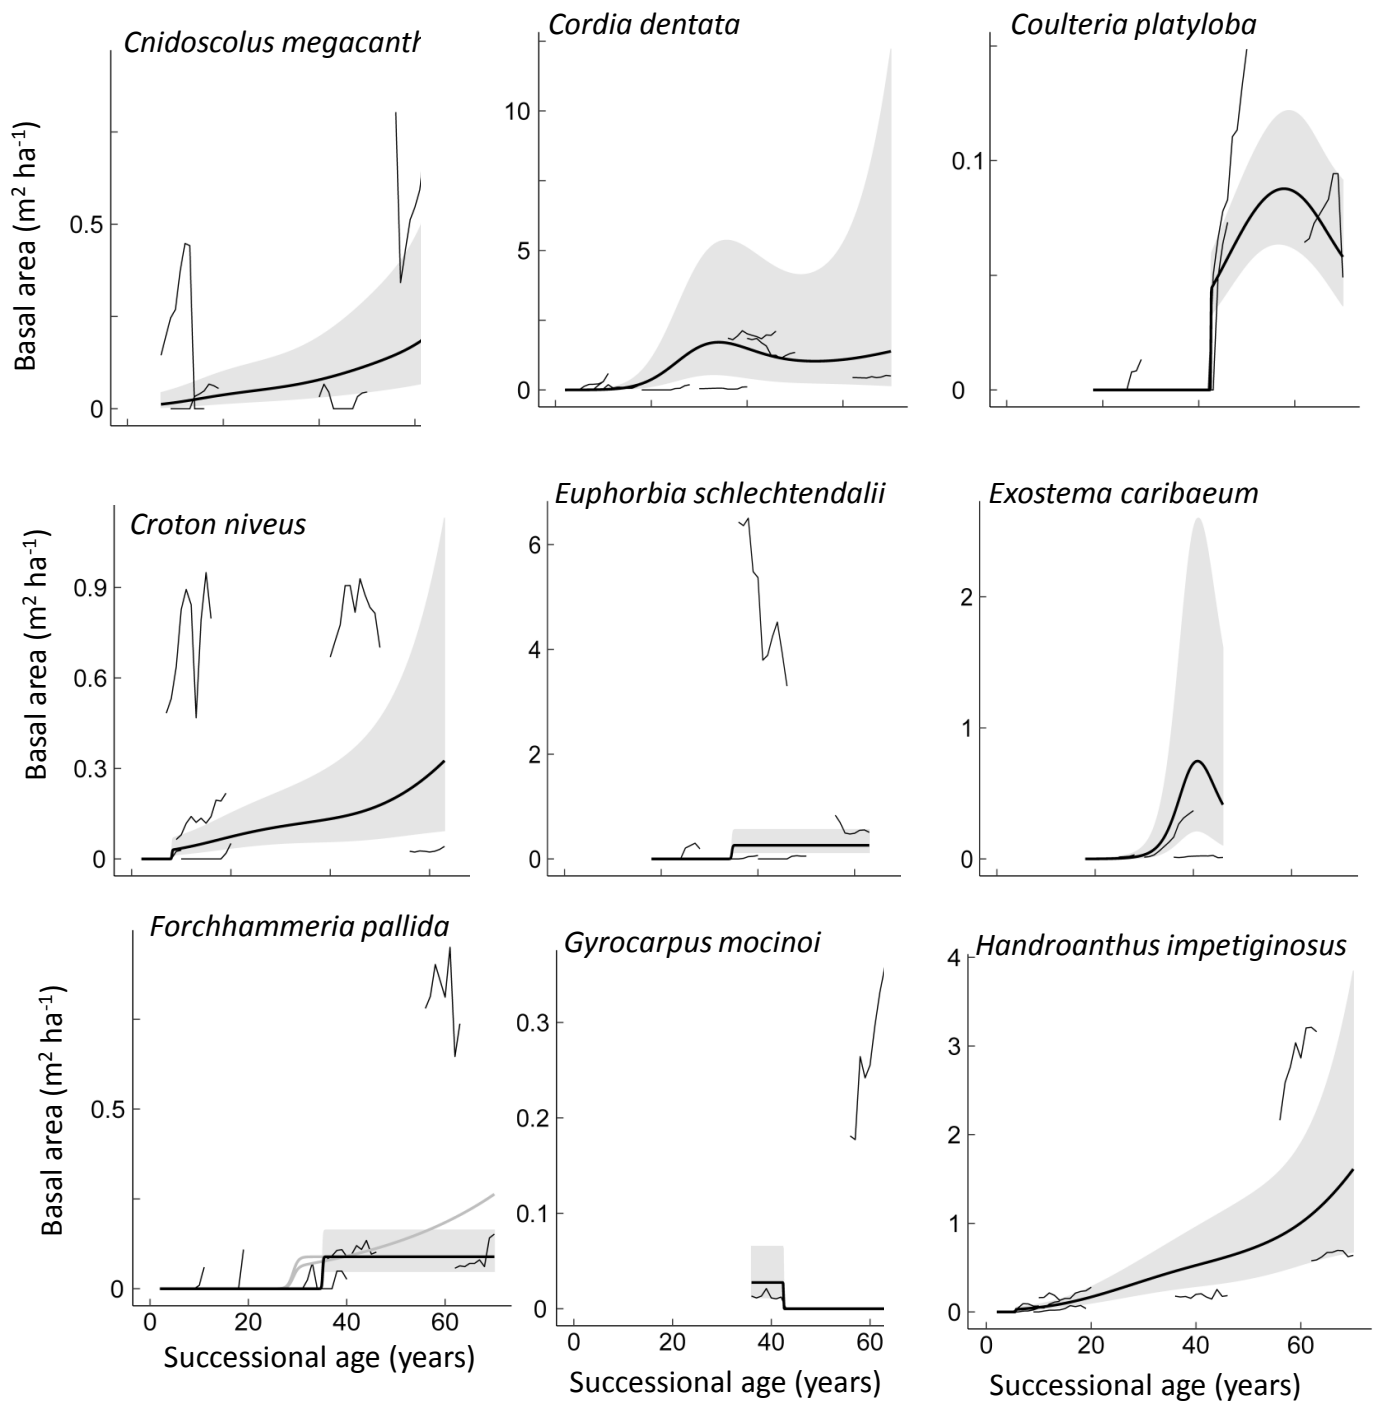 Cnidoscolus megacanth
Cordia dentata
Coulteria platyloba
Basal area (m² ha⁻¹)
0.5
0
10
5
0
0.1
0
Croton niveus
Euphorbia schlechtendalii
Exostema caribaeum
Basal area (m² ha⁻¹)
0.9
0.6
0.3
0
6
4
2
0
2
1
0
Forchhammeria pallida
Gyrocarpus mocinoi
Handroanthus impetiginosus
Basal area (m² ha⁻¹)
0.5
0
0 20 40 60
Successional age (years)
0.3
0.2
0.1
0
0 20 40 60
Successional age (years)
4
3
2
1
0
0 20 40 60
Successional age (years)